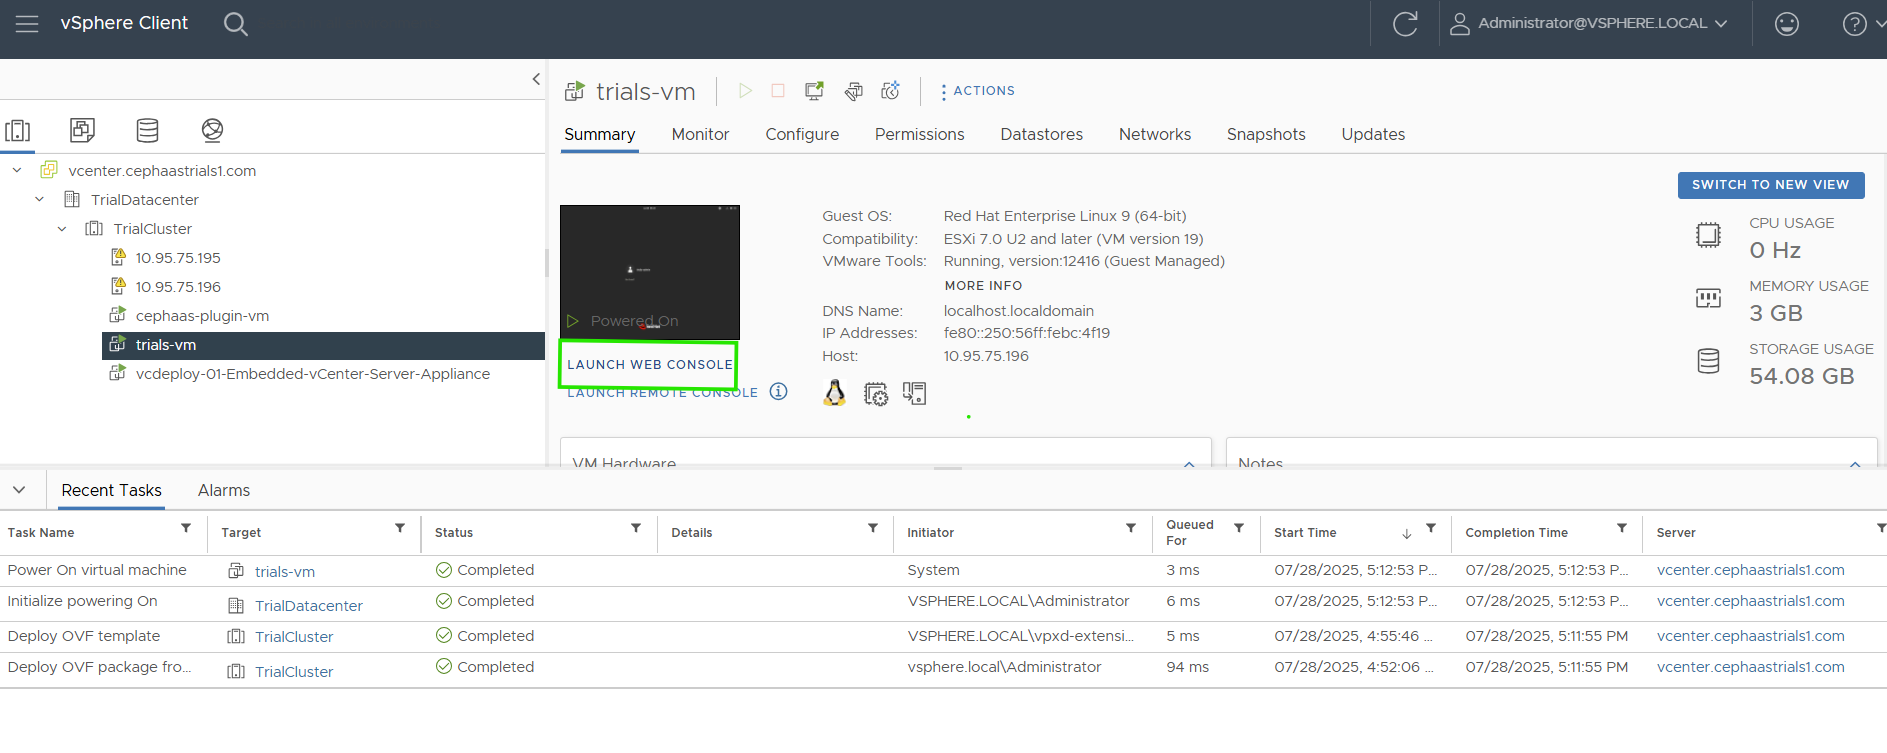 vSphere Client
Administrator@VSPHERE.LOCAL
trials-vm
ACTIONS
Summary Monitor Configure Permissions Datastores Networks Snapshots Updates
vcenter.cephaastrials1.com
TrialDatacenter
TrialCluster
10.95.75.195
10.95.75.196
cephaas-plugin-vm
trials-vm
vcdeploy-01-Embedded-vCenter-Server-Appliance
SWITCH TO NEW VIEW
Powered On
LAUNCH WEB CONSOLE
LAUNCH REMOTE CONSOLE
Guest OS: Red Hat Enterprise Linux 9 (64-bit)
Compatibility: ESXi 7.0 U2 and later (VM version 19)
VMware Tools: Running, version:12416 (Guest Managed)
MORE INFO
DNS Name: localhost.localdomain
IP Addresses: fe80::250:56ff:febc:4f19
Host: 10.95.75.196
CPU USAGE
0 Hz
MEMORY USAGE
3 GB
STORAGE USAGE
54.08 GB
VM Hardware
Notes
Recent Tasks Alarms
Task Name Target Status Details Initiator Queued For Start Time Completion Time Server
Power On virtual machine trials-vm Completed System 3 ms 07/28/2025, 5:12:53 P... 07/28/2025, 5:12:53 P... vcenter.cephaastrials1.com
Initialize powering On TrialDatacenter Completed VSPHERE.LOCAL\Administrator 6 ms 07/28/2025, 5:12:53 P... 07/28/2025, 5:12:53 P... vcenter.cephaastrials1.com
Deploy OVF template TrialCluster Completed VSPHERE.LOCAL\vpxd-extensi... 5 ms 07/28/2025, 4:55:46 ... 07/28/2025, 5:11:55 PM vcenter.cephaastrials1.com
Deploy OVF package fro... TrialCluster Completed vsphere.local\Administrator 94 ms 07/28/2025, 4:52:06 ... 07/28/2025, 5:11:55 PM vcenter.cephaastrials1.com